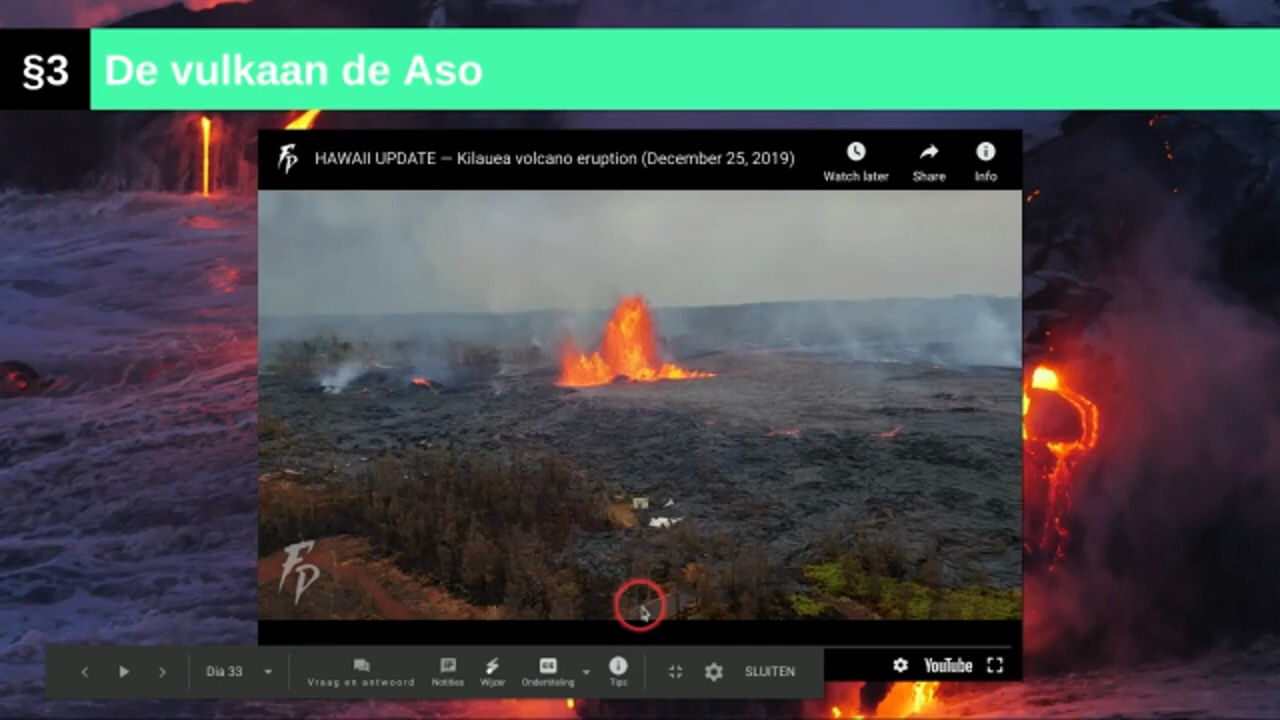 §3 De vulkaan de Aso
FP HAWAII UPDATE — Kilauea volcano eruption (December 25, 2019)
Watch later Share Info
FP
Dia 33 Vraag en antwoord Notities Wijzer Ondertiteling Tips SLUITEN
YouTube